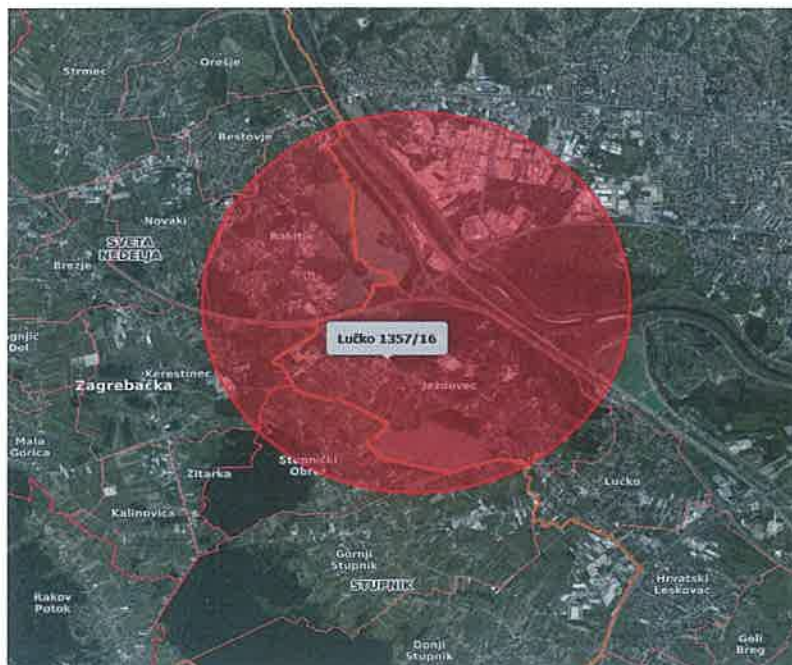 Strmec
Orešje
Bestovje
Novaki
SVETA
NEDELJA
Rakitje
Brezje
Lučko 1357/16
Dol
Kerestinec
Zagrebačka
Ježdovec
Mala
Gorica
Žitarka
Stupnički
Obrež
Lučko
Kalinovica
Gornji
Stupnik
STUPNIK
Hrvatski
Leskovac
Rakov
Potok
Donji
Stupnik
Goli
Breg